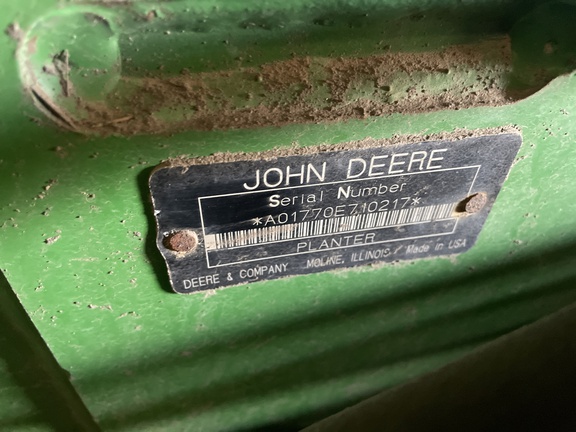 JOHN DEERE
Serial Number
*A01770E710217*
PLANTER
DEERE & COMPANY MOLINE, ILLINOIS / Made in USA